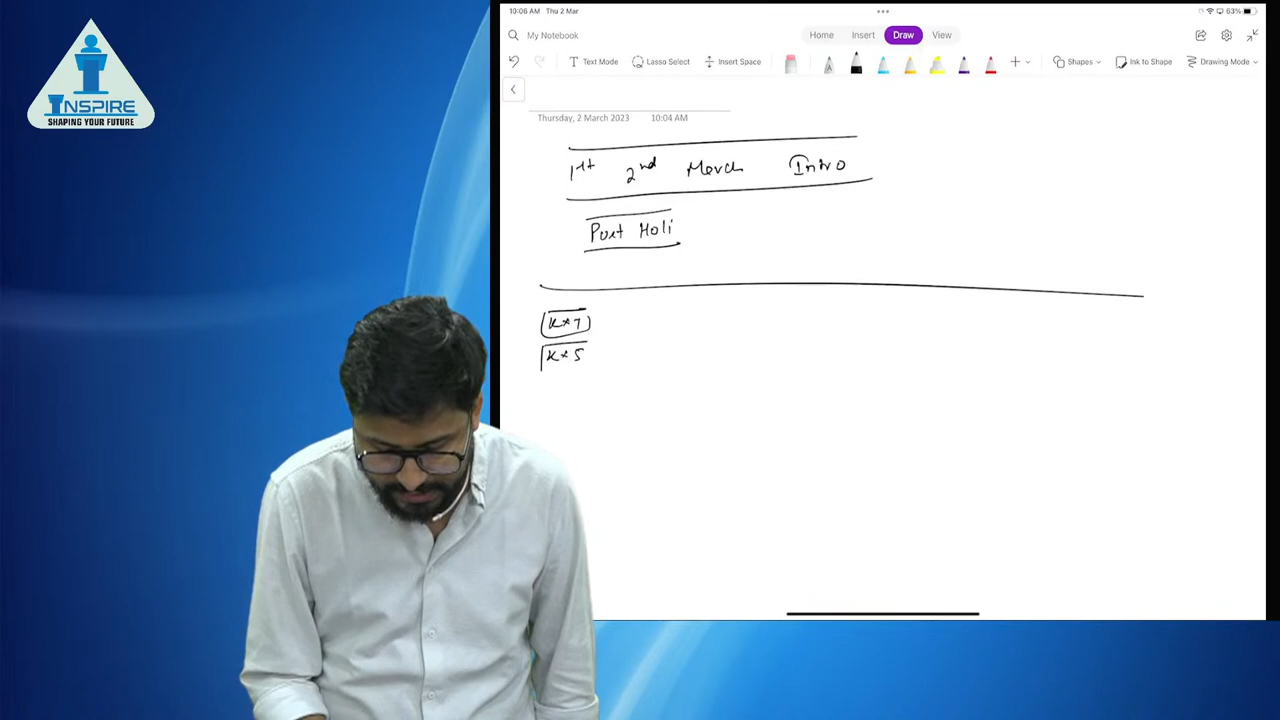 INSPIRE
SHAPING YOUR FUTURE
10:06 AM Thu 2 Mar
63%
My Notebook
Home Insert Draw View
Text Mode Lasso Select Insert Space Shapes Ink to Shape Drawing Mode
Thursday, 2 March 2023 10:04 AM
1st 2nd March Intro
Post Holi
K*7
K*5